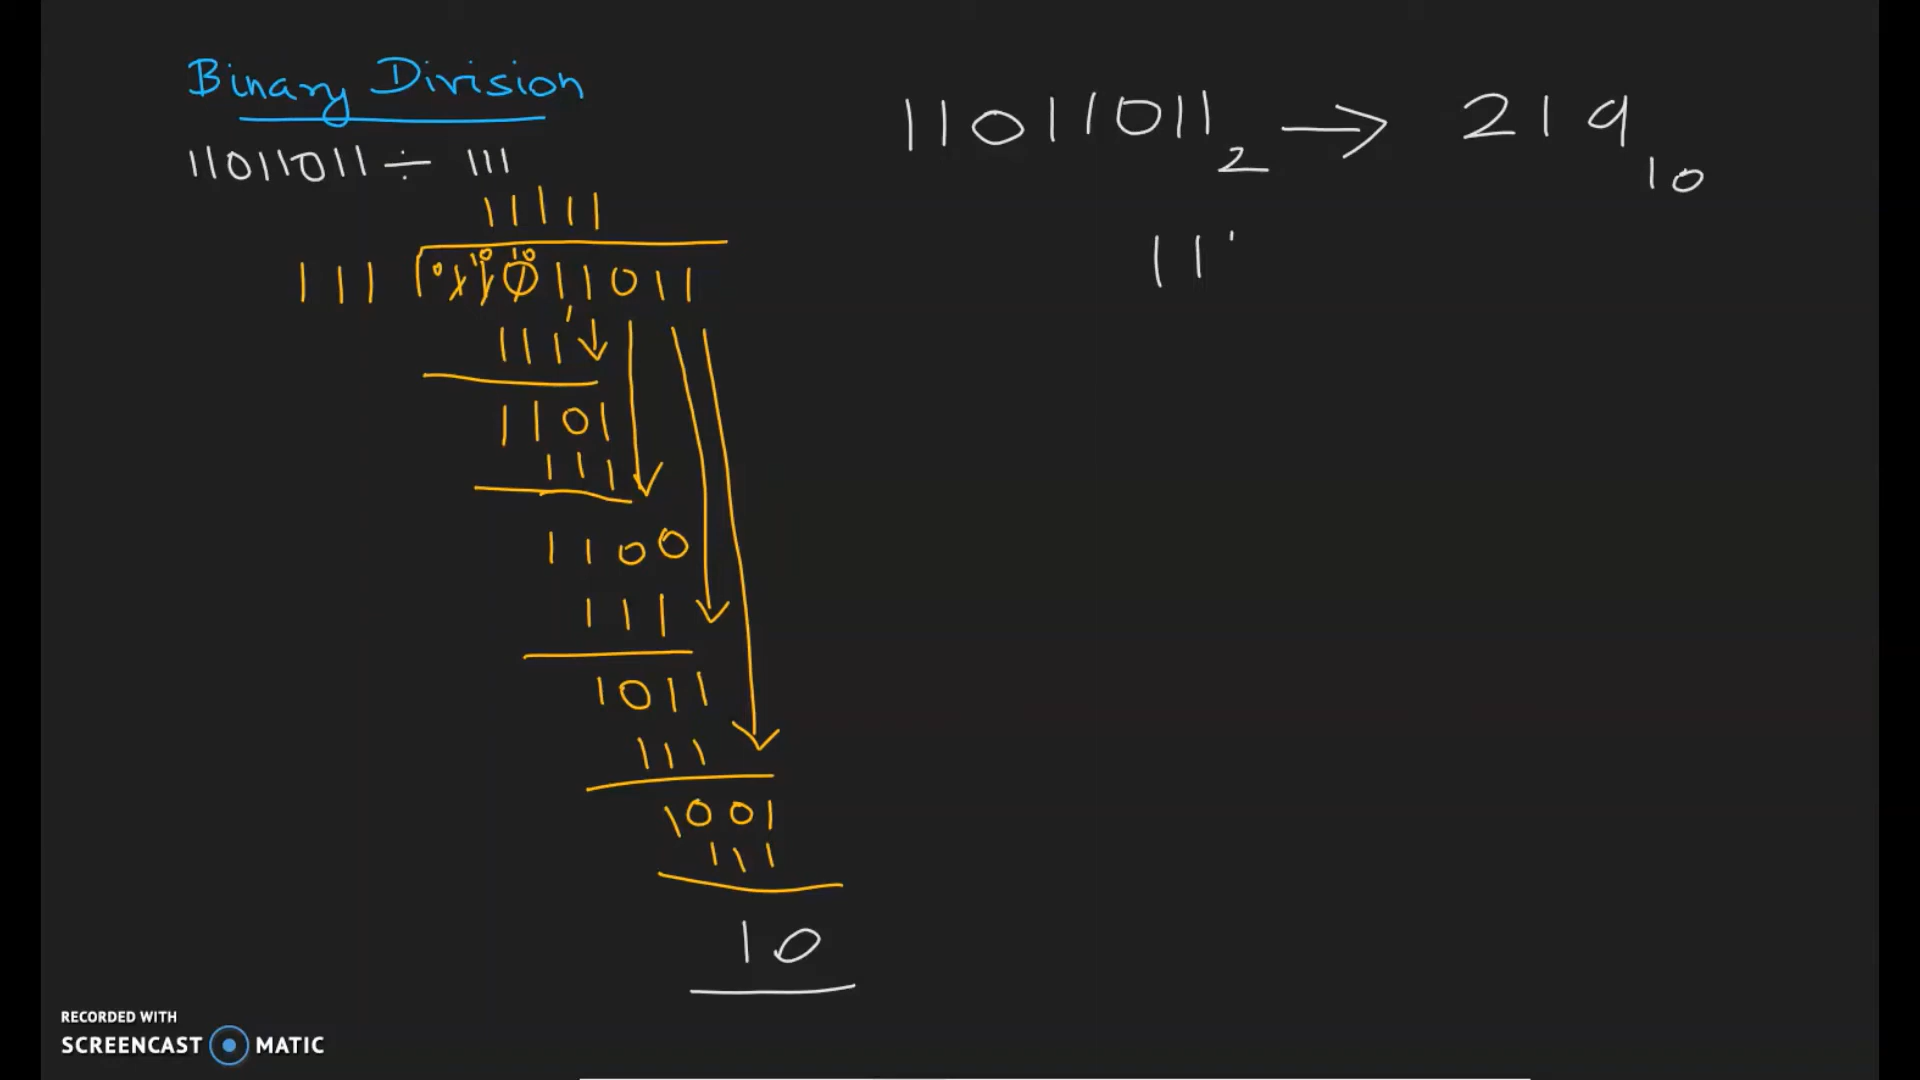 Binary Division
11011011 ÷ 111
11111
111 11011011
111
1101
111
1100
111
1011
111
1001
111
10
11011011₂ → 219₁₀
11
RECORDED WITH
SCREENCAST MATIC